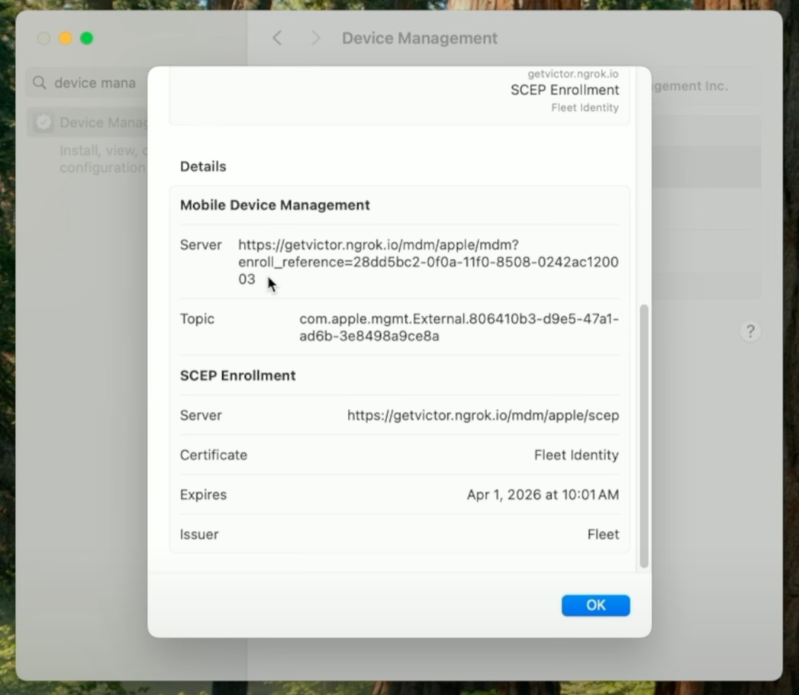 Device Management
device mana
gement Inc.
Device Manag
Install, view, c
configuration
getvictor.ngrok.io
SCEP Enrollment
Fleet Identity
Details
Mobile Device Management
Server https://getvictor.ngrok.io/mdm/apple/mdm?
enroll_reference=28dd5bc2-0f0a-11f0-8508-0242ac1200
03
Topic com.apple.mgmt.External.806410b3-d9e5-47a1-
ad6b-3e8498a9ce8a
SCEP Enrollment
Server https://getvictor.ngrok.io/mdm/apple/scep
Certificate Fleet Identity
Expires Apr 1, 2026 at 10:01 AM
Issuer Fleet
?
OK